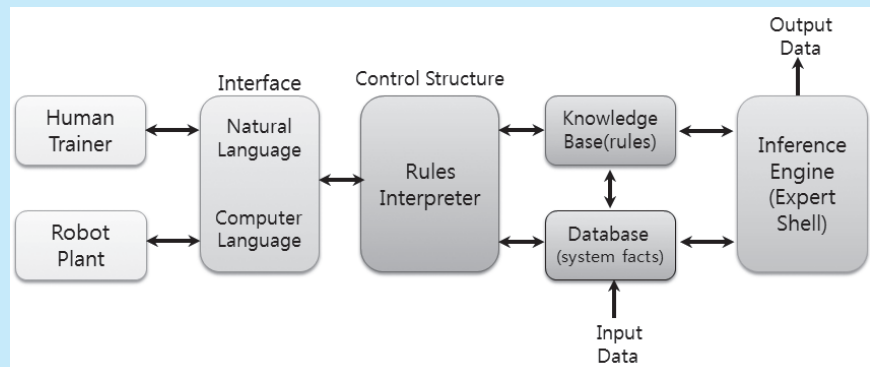 Output
Data
Interface
Control Structure
Human
Trainer
Natural
Language
Rules
Interpreter
Knowledge
Base(rules)
Inference
Engine
(Expert
Shell)
Robot
Plant
Computer
Language
Database
(system facts)
Input
Data